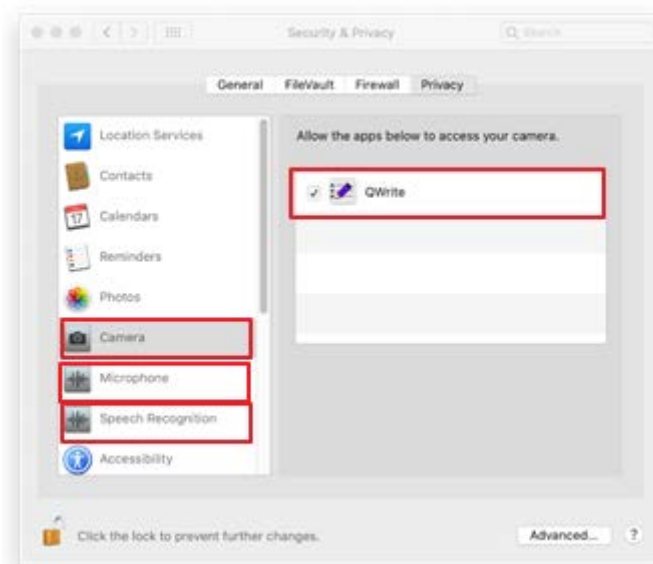 Security & Privacy
Search
General FileVault Firewall Privacy
Location Services
Contacts
17
Calendars
Reminders
Photos
Camera
Microphone
Speech Recognition
Accessibility
Allow the apps below to access your camera.
QWrite
Click the lock to prevent further changes.
Advanced... ?